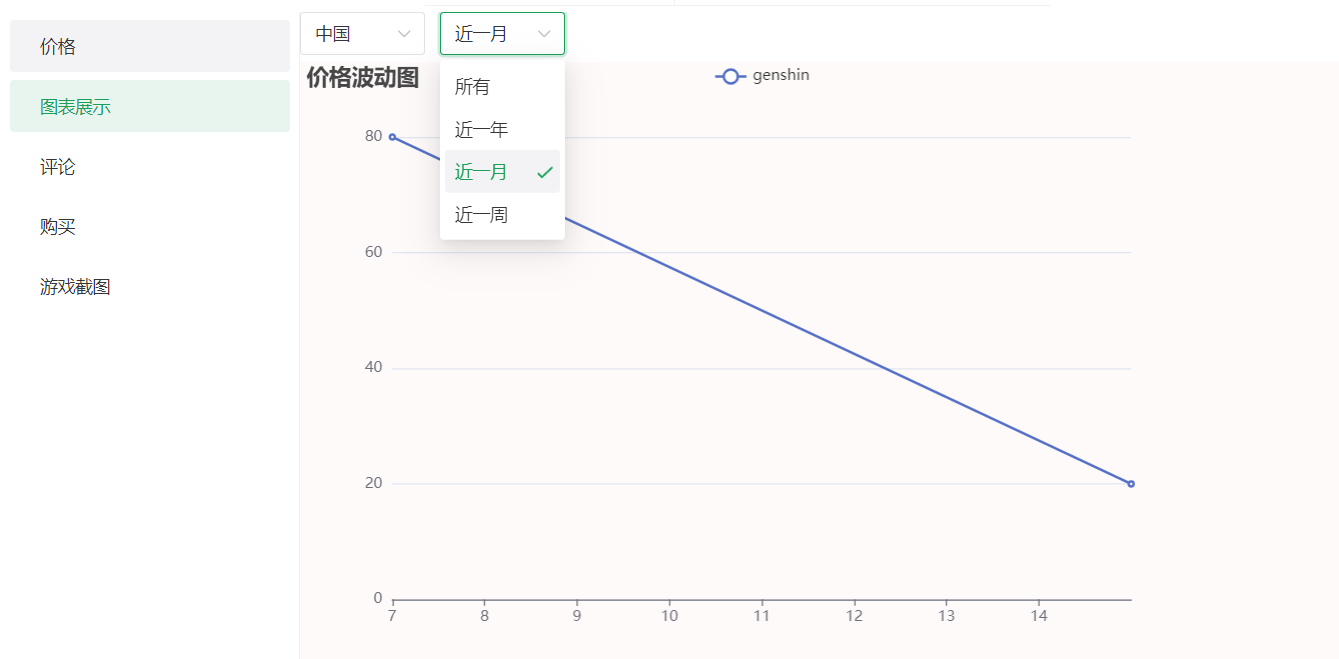 价格
图表展示
评论
购买
游戏截图
中国
近一月
所有
近一年
近一月
近一周
价格波动图
genshin
80
60
40
20
0
7 8 9 10 11 12 13 14